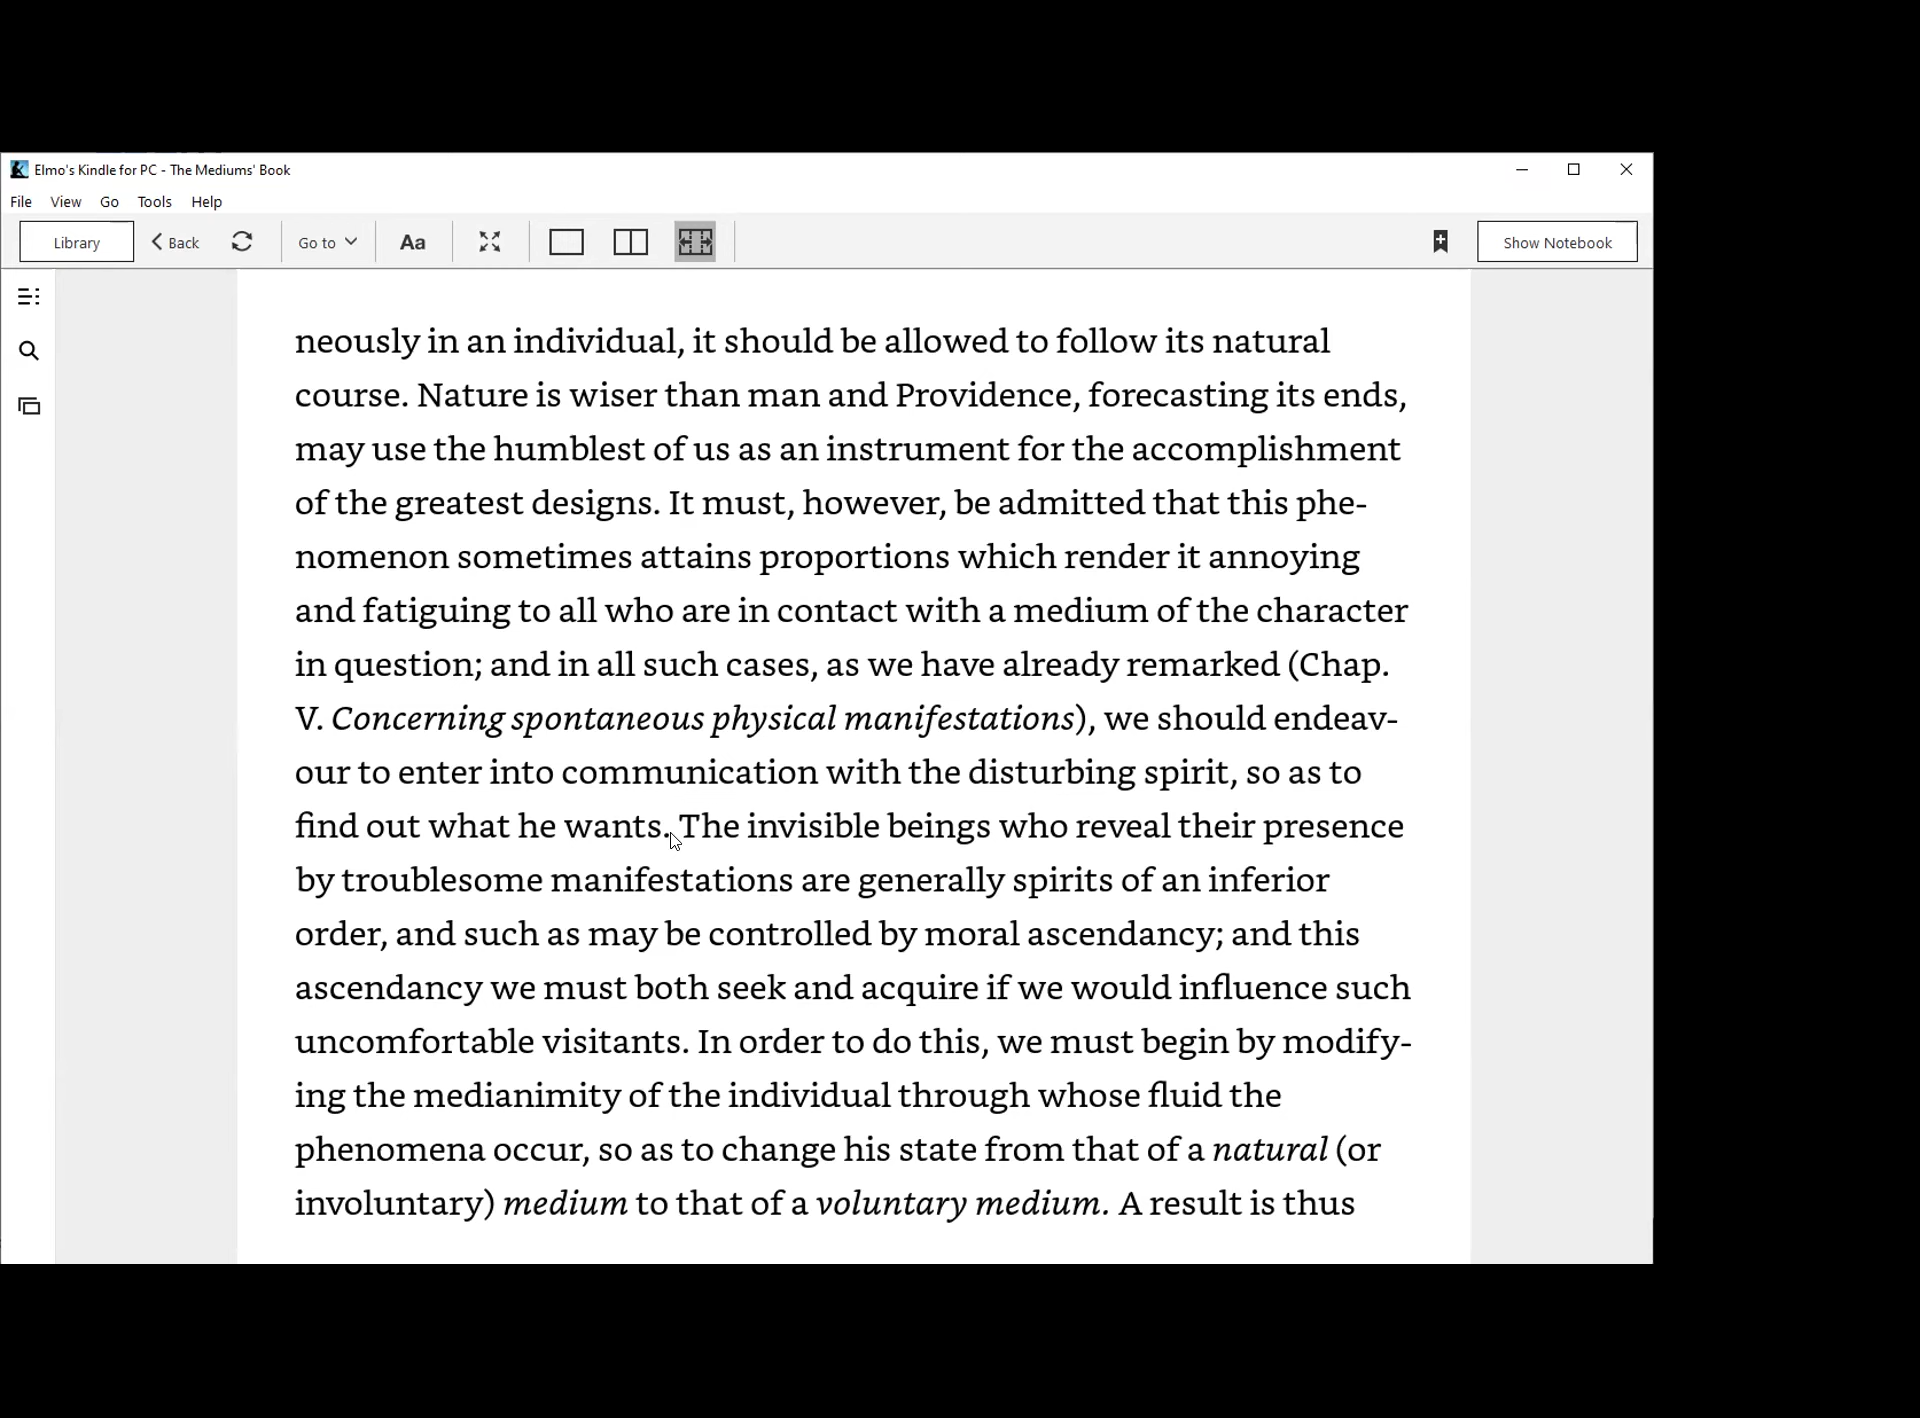 Elmo's Kindle for PC - The Mediums' Book
File View Go Tools Help
Library Back Go to Aa Show Notebook
neously in an individual, it should be allowed to follow its natural
course. Nature is wiser than man and Providence, forecasting its ends,
may use the humblest of us as an instrument for the accomplishment
of the greatest designs. It must, however, be admitted that this phe-
nomenon sometimes attains proportions which render it annoying
and fatiguing to all who are in contact with a medium of the character
in question; and in all such cases, as we have already remarked (Chap.
V. Concerning spontaneous physical manifestations), we should endeav-
our to enter into communication with the disturbing spirit, so as to
find out what he wants. The invisible beings who reveal their presence
by troublesome manifestations are generally spirits of an inferior
order, and such as may be controlled by moral ascendancy; and this
ascendancy we must both seek and acquire if we would influence such
uncomfortable visitants. In order to do this, we must begin by modify-
ing the medianimity of the individual through whose fluid the
phenomena occur, so as to change his state from that of a natural (or
involuntary) medium to that of a voluntary medium. A result is thus